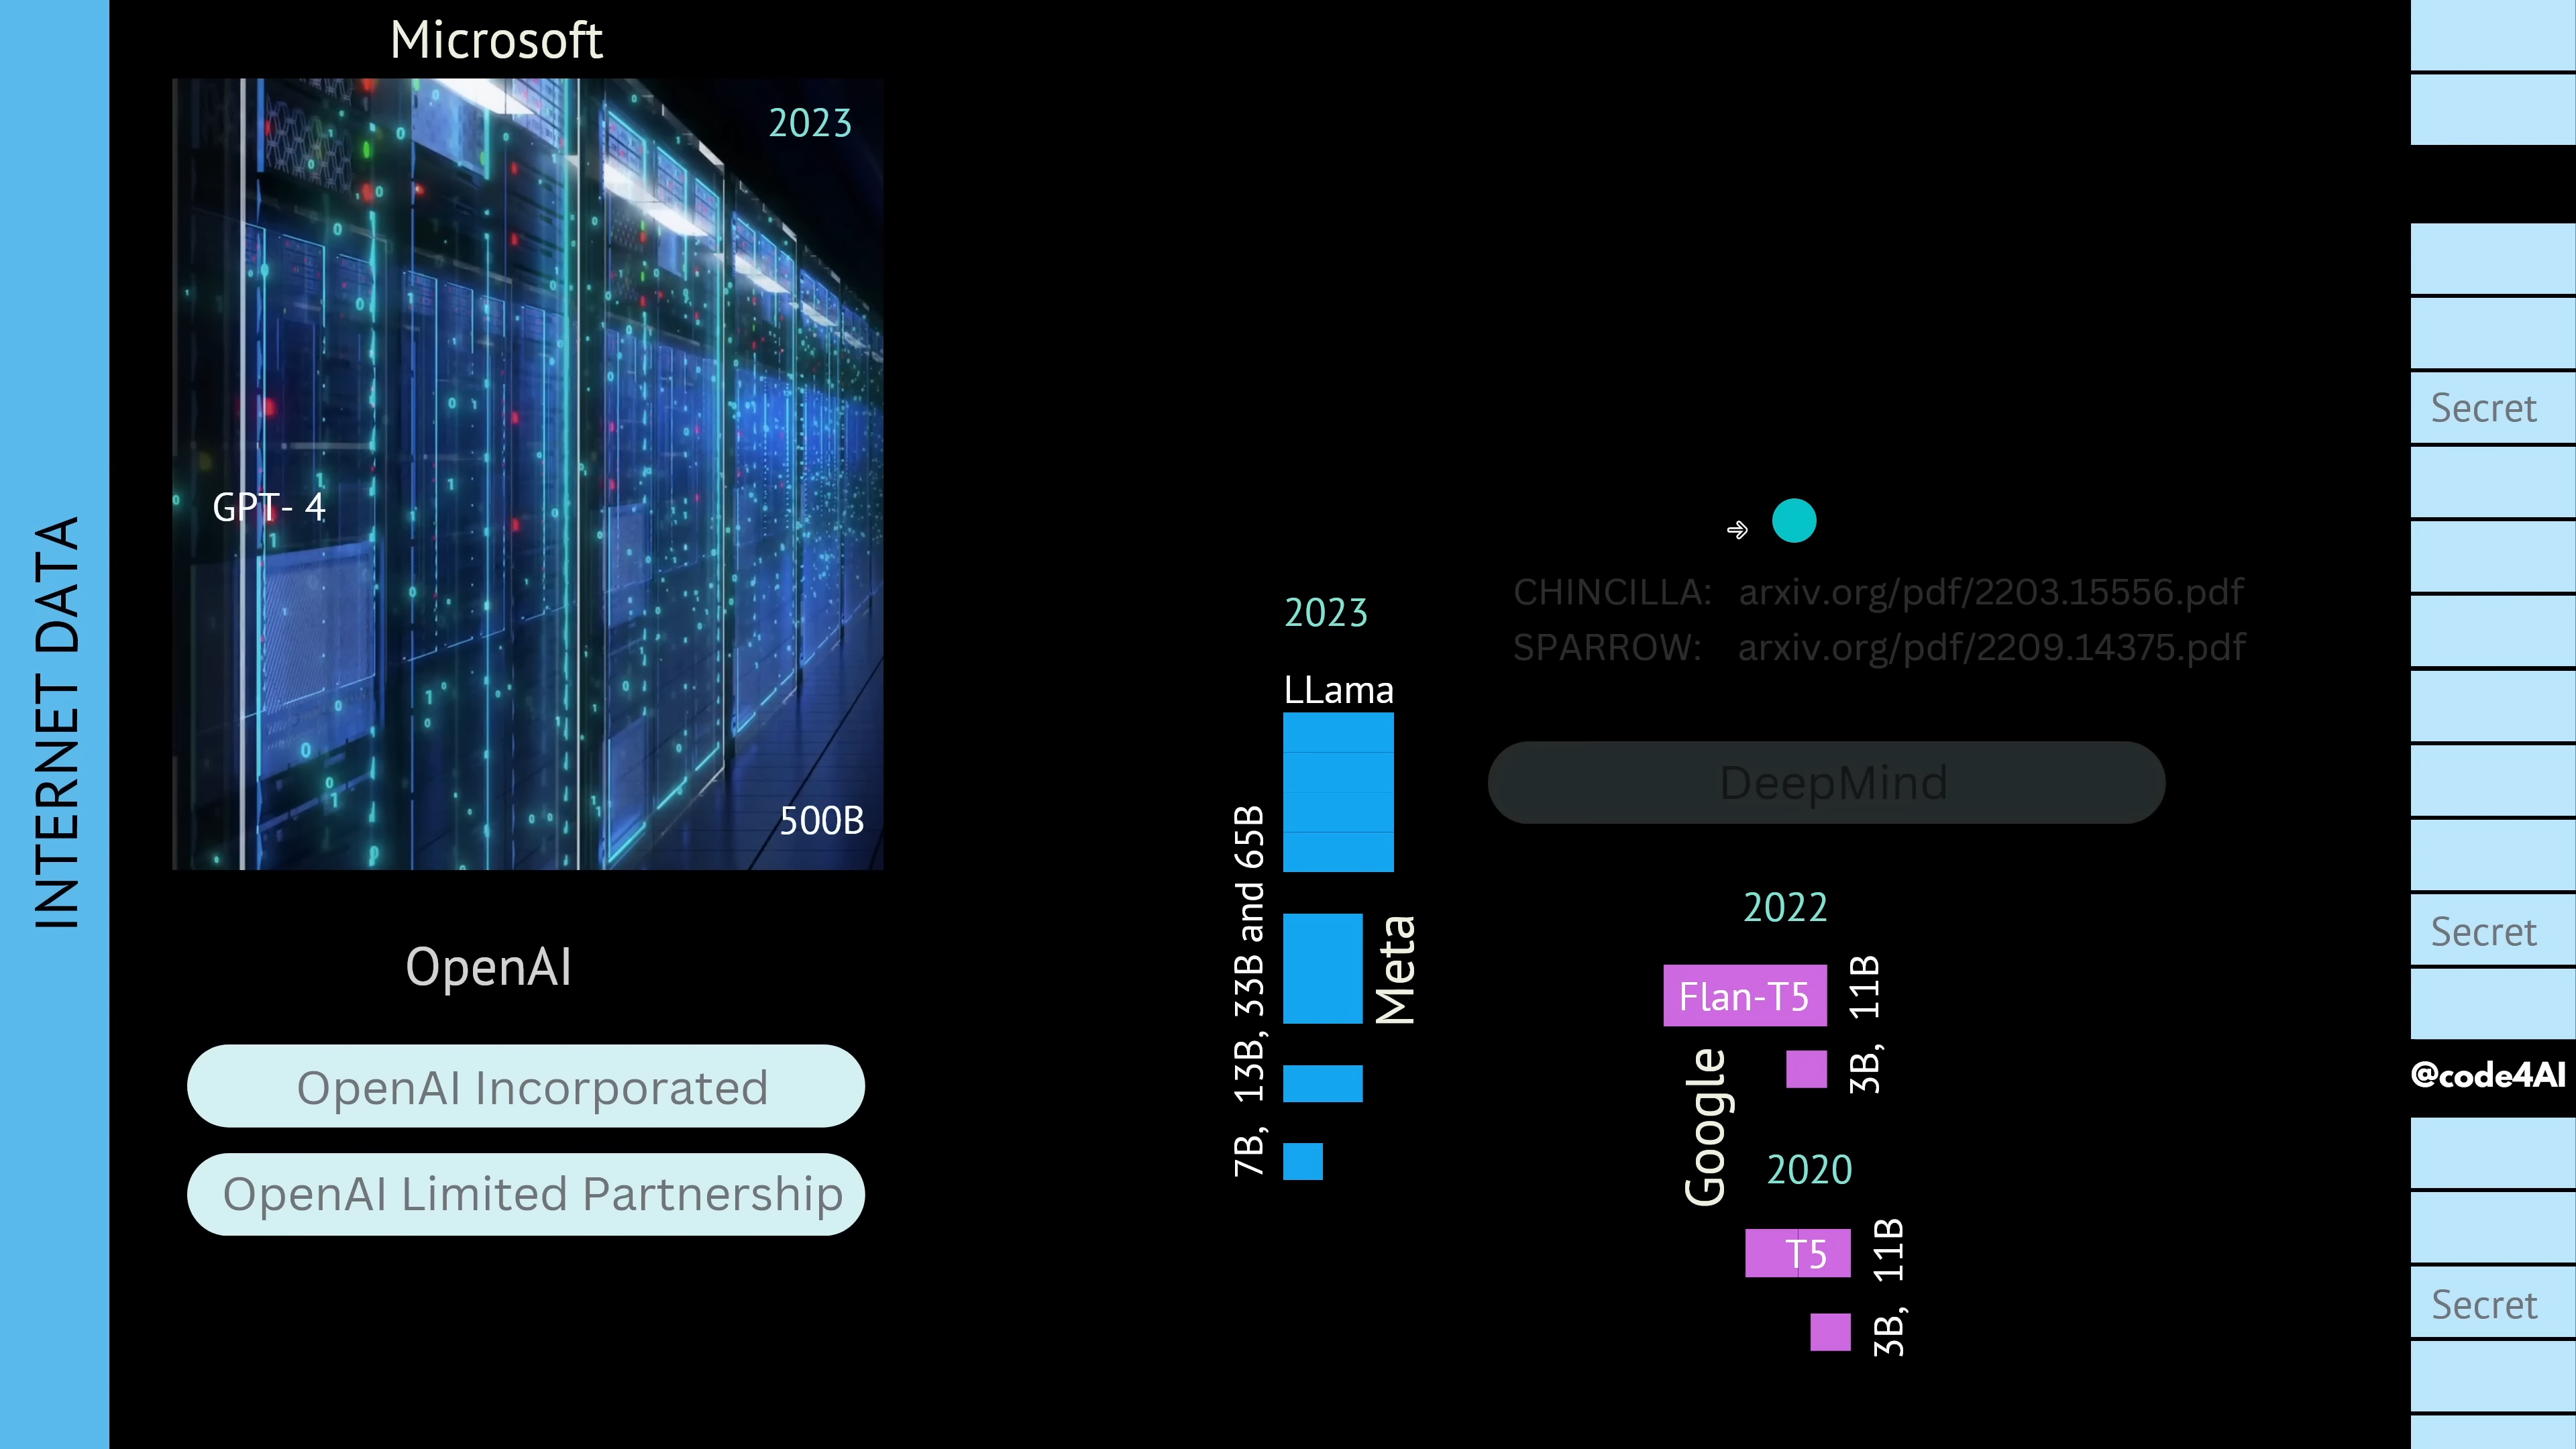 INTERNET DATA
Microsoft
2023
GPT- 4
500B
OpenAI
OpenAI Incorporated
OpenAI Limited Partnership
2023
LLama
7B, 13B, 33B and 65B
Meta
CHINCILLA: arxiv.org/pdf/2203.15556.pdf
SPARROW: arxiv.org/pdf/2209.14375.pdf
DeepMind
2022
Flan-T5
3B, 11B
Google
2020
T5
3B, 11B
Secret
Secret
@code4AI
Secret